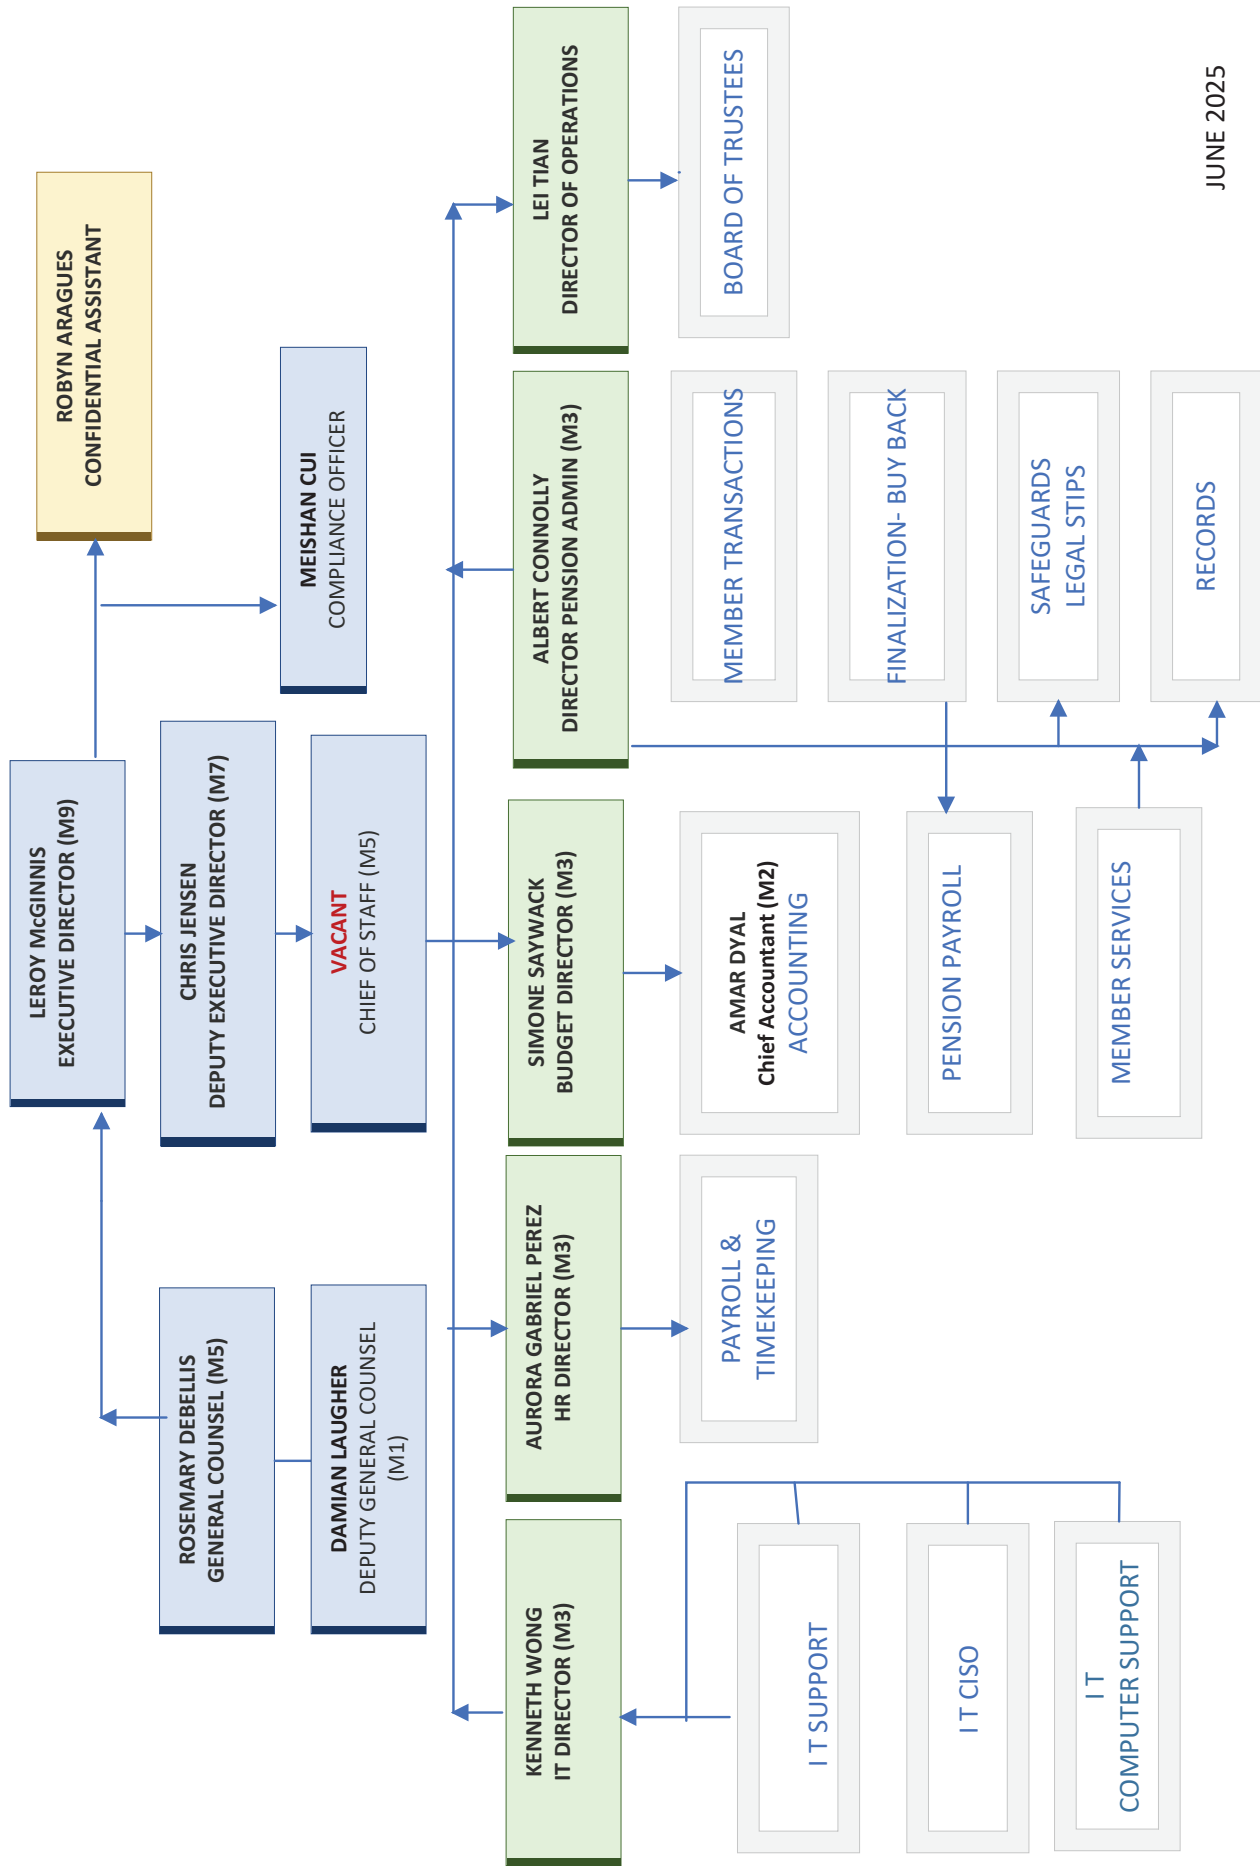 LEROY McGINNIS
EXECUTIVE DIRECTOR (M9)
ROBYN ARAGUES
CONFIDENTIAL ASSISTANT
ROSEMARY DEBELLIS
GENERAL COUNSEL (M5)
CHRIS JENSEN
DEPUTY EXECUTIVE DIRECTOR (M7)
MEISHAN CUI
COMPLIANCE OFFICER
DAMIAN LAUGHER
DEPUTY GENERAL COUNSEL
(M1)
VACANT
CHIEF OF STAFF (M5)
KENNETH WONG
IT DIRECTOR (M3)
AURORA GABRIEL PEREZ
HR DIRECTOR (M3)
SIMONE SAYWACK
BUDGET DIRECTOR (M3)
ALBERT CONNOLLY
DIRECTOR PENSION ADMIN (M3)
LEI TIAN
DIRECTOR OF OPERATIONS
I T SUPPORT
PAYROLL &
TIMEKEEPING
AMAR DYAL
Chief Accountant (M2)
ACCOUNTING
MEMBER TRANSACTIONS
BOARD OF TRUSTEES
I T CISO
PENSION PAYROLL
FINALIZATION- BUY BACK
I T
COMPUTER SUPPORT
MEMBER SERVICES
SAFEGUARDS
LEGAL STIPS
RECORDS
JUNE 2025